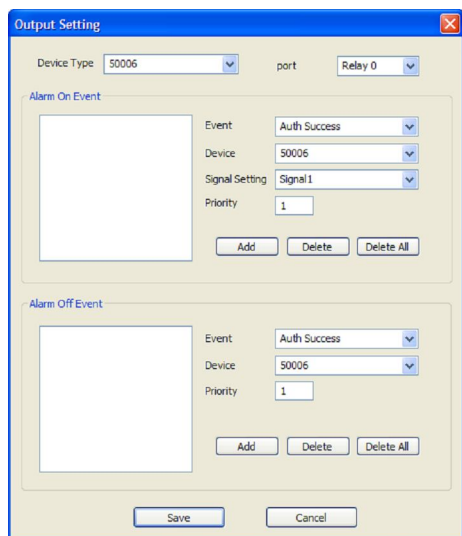 Output Setting
Device Type 50006 port Relay 0
Alarm On Event
Event Auth Success
Device 50006
Signal Setting Signal1
Priority 1
Add Delete Delete All
Alarm Off Event
Event Auth Success
Device 50006
Priority 1
Add Delete Delete All
Save Cancel